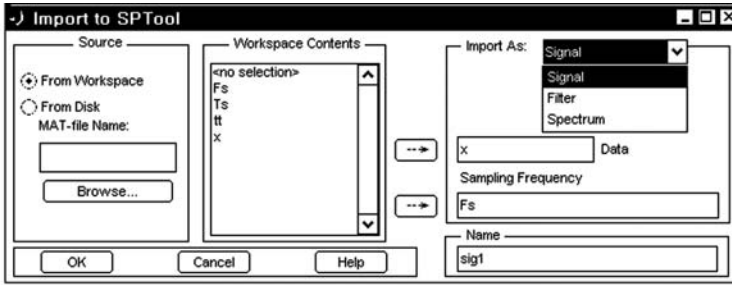 Import to SPTool
Source
From Workspace
From Disk
MAT-file Name:
Browse...
Workspace Contents
<no selection>
Fs
Ts
tt
x
Import As:
Signal
Signal
Filter
Spectrum
x
Data
Sampling Frequency
Fs
Name
sig1
OK
Cancel
Help